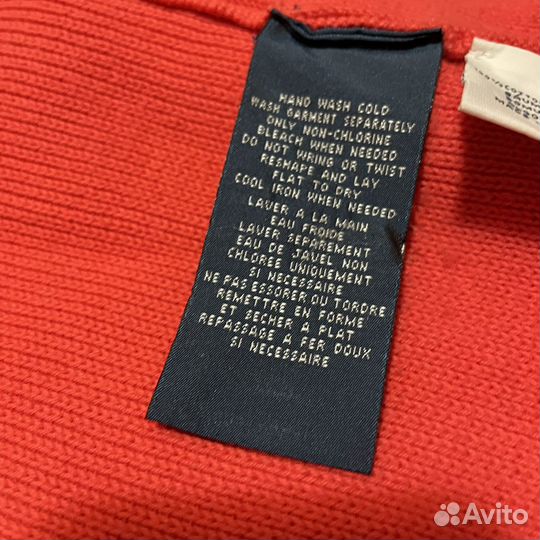 HAND WASH COLD
WASH GARMENT SEPARATELY
ONLY NON-CHLORINE
BLEACH WHEN NEEDED
DO NOT WRING OR TWIST
RESHAPE AND LAY
FLAT TO DRY
COOL IRON WHEN NEEDED
LAVER A LA MAIN
EAU FROIDE
LAVER SEPAREMENT
EAU DE JAVEL NON
CHLOREE UNIQUEMENT
SI NECESSAIRE
NE PAS ESSORER OU TORDRE
REMETTRE EN FORME
ET SECHER A PLAT
REPASSAGE A FER DOUX
SI NECESSAIRE
Avito